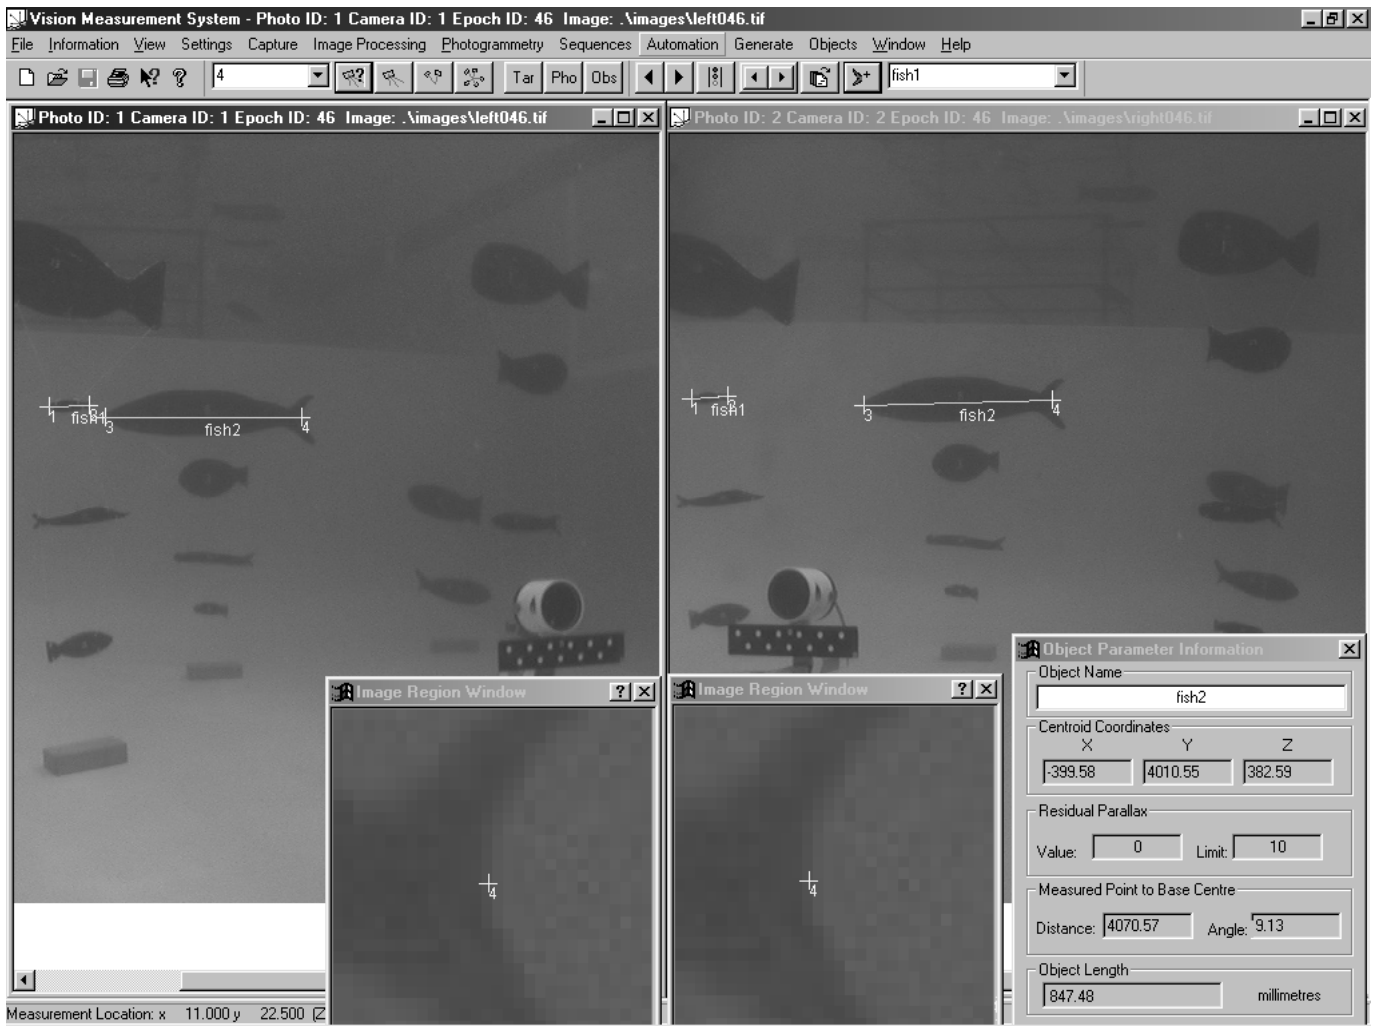 Vision Measurement System - Photo ID: 1 Camera ID: 1 Epoch ID: 46 Image: .\images\left046.tif
File Information View Settings Capture Image Processing Photogrammetry Sequences Automation Generate Objects Window Help
4 Tar Pho Obs fish1
Photo ID: 1 Camera ID: 1 Epoch ID: 46 Image: .\images\left046.tif
Photo ID: 2 Camera ID: 2 Epoch ID: 46 Image: .\images\right046.tif
1 fish1 3 fish2 4
1 fish1 3 fish2 4
Image Region Window
4
Image Region Window
4
Object Parameter Information
Object Name
fish2
Centroid Coordinates
X Y Z
-399.58 4010.55 382.59
Residual Parallax
Value: 0 Limit: 10
Measured Point to Base Centre
Distance: 4070.57 Angle: 9.13
Object Length
847.48 millimetres
Measurement Location: x 11.000 y 22.500 (Z